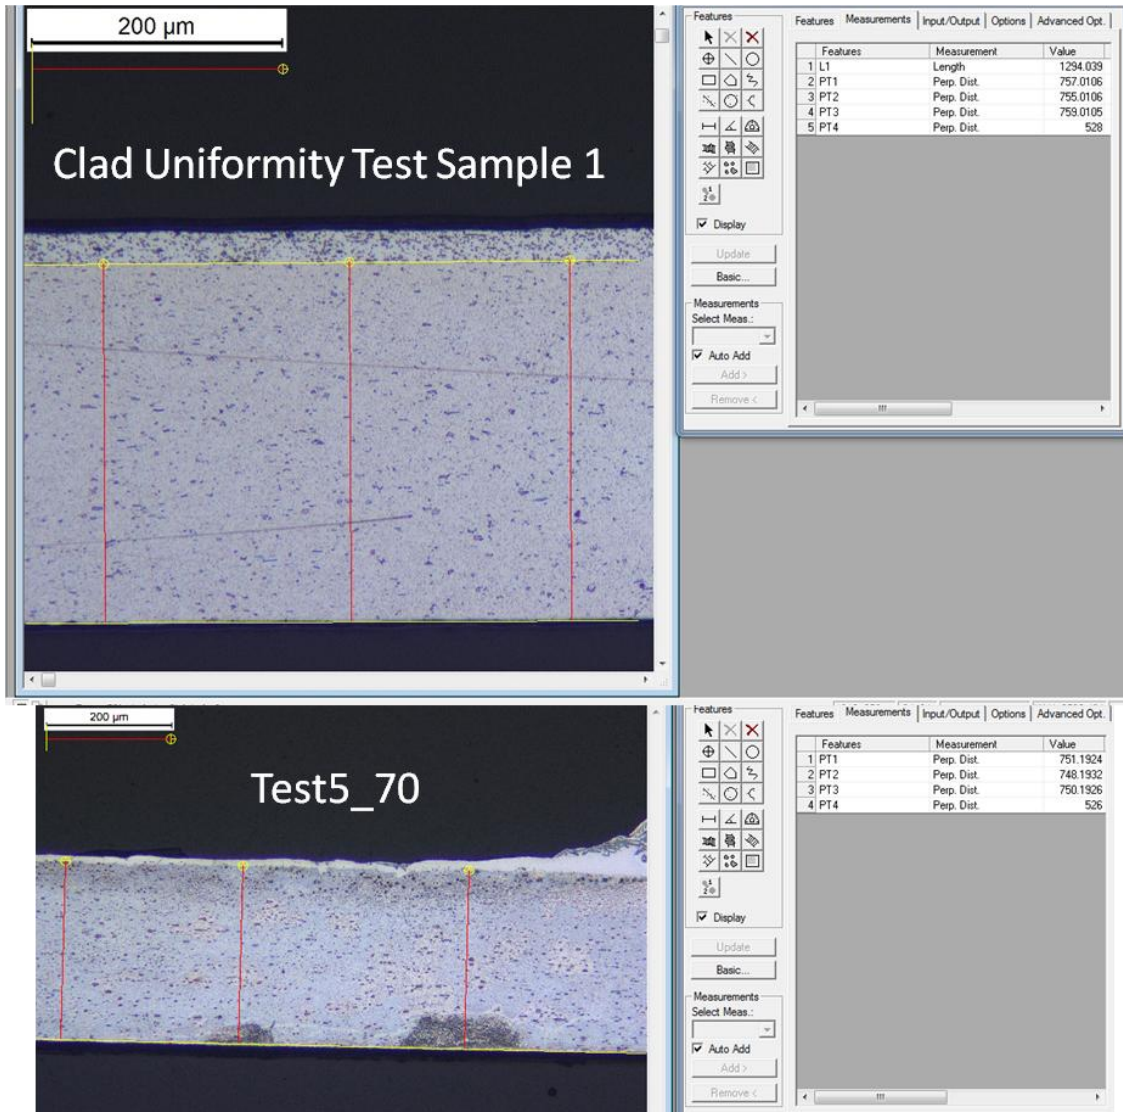 200 µm
Clad Uniformity Test Sample 1
Features
Display
Update
Basic...
Measurements
Select Meas.:
Auto Add
Add >
Remove <
Features Measurements Input/Output Options Advanced Opt.
Features Measurement Value
1 L1 Length 1294.039
2 PT1 Perp. Dist. 757.0106
3 PT2 Perp. Dist. 755.0106
4 PT3 Perp. Dist. 759.0105
5 PT4 Perp. Dist. 528
200 µm
Test5_70
Features
Display
Update
Basic...
Measurements
Select Meas.:
Auto Add
Add >
Remove <
Features Measurements Input/Output Options Advanced Opt.
Features Measurement Value
1 PT1 Perp. Dist. 751.1924
2 PT2 Perp. Dist. 748.1932
3 PT3 Perp. Dist. 750.1926
4 PT4 Perp. Dist. 526